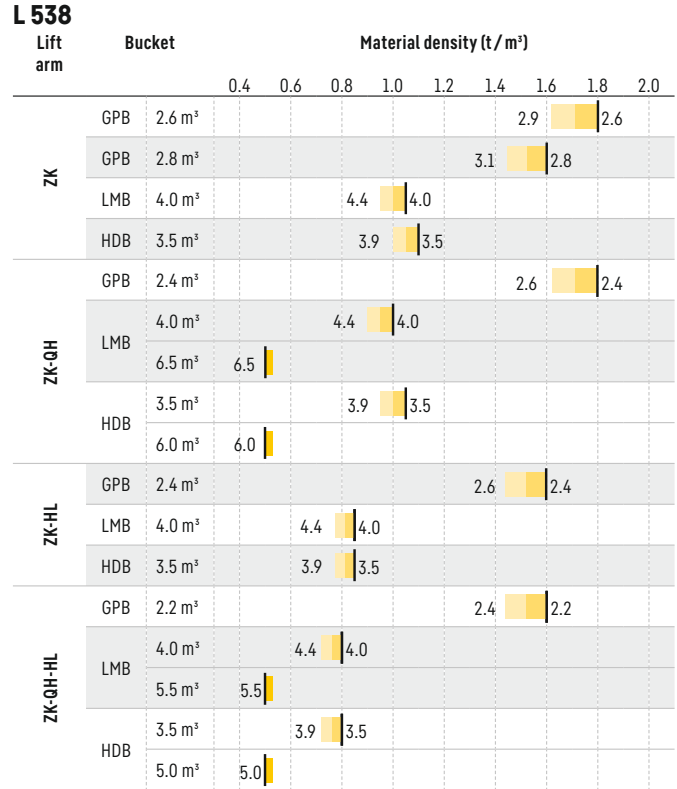 L 538
Lift arm Bucket Material density (t / m³)
0.4 0.6 0.8 1.0 1.2 1.4 1.6 1.8 2.0
ZK
GPB 2.6 m³ 2.9 2.6
GPB 2.8 m³ 3.1 2.8
LMB 4.0 m³ 4.4 4.0
HDB 3.5 m³ 3.9 3.5
ZK-QH
GPB 2.4 m³ 2.6 2.4
LMB
4.0 m³ 4.4 4.0
6.5 m³ 6.5
HDB
3.5 m³ 3.9 3.5
6.0 m³ 6.0
ZK-HL
GPB 2.4 m³ 2.6 2.4
LMB 4.0 m³ 4.4 4.0
HDB 3.5 m³ 3.9 3.5
ZK-QH-HL
GPB 2.2 m³ 2.4 2.2
LMB
4.0 m³ 4.4 4.0
5.5 m³ 5.5
HDB
3.5 m³ 3.9 3.5
5.0 m³ 5.0